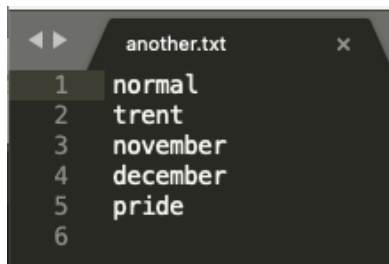 another.txt ×
1 normal
2 trent
3 november
4 december
5 pride
6